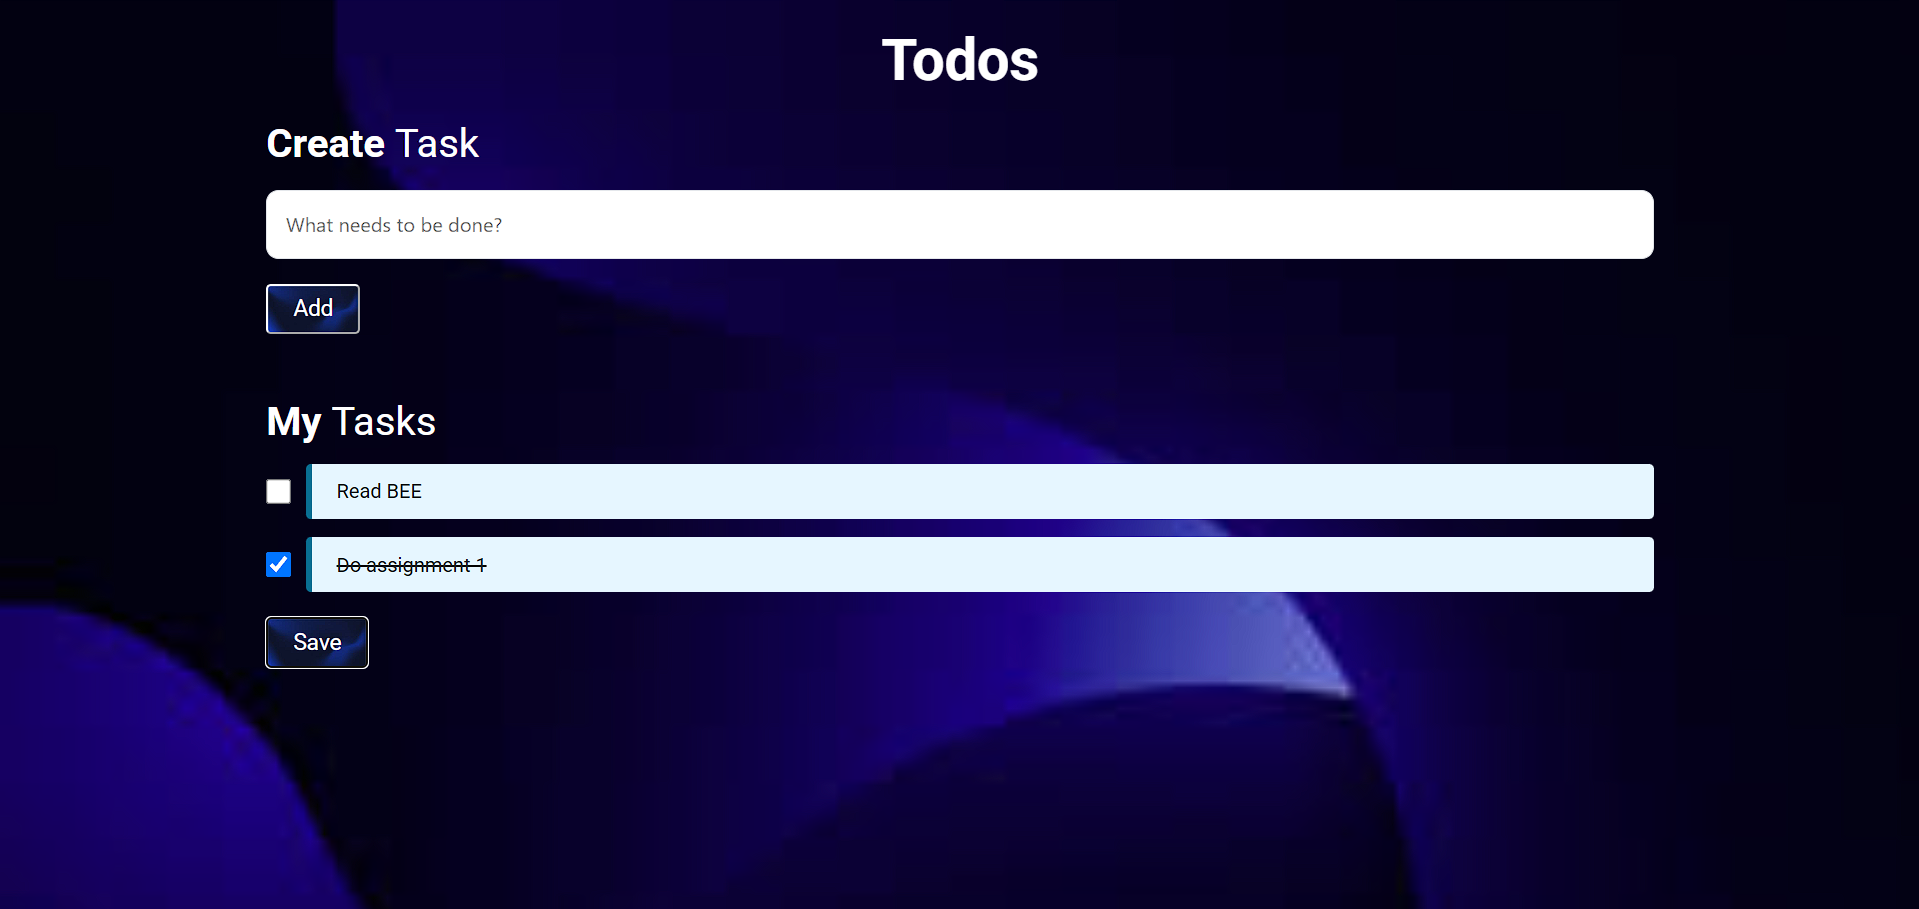 Todos
Create Task
What needs to be done?
Add
My Tasks
Read BEE
Do assignment 1
Save